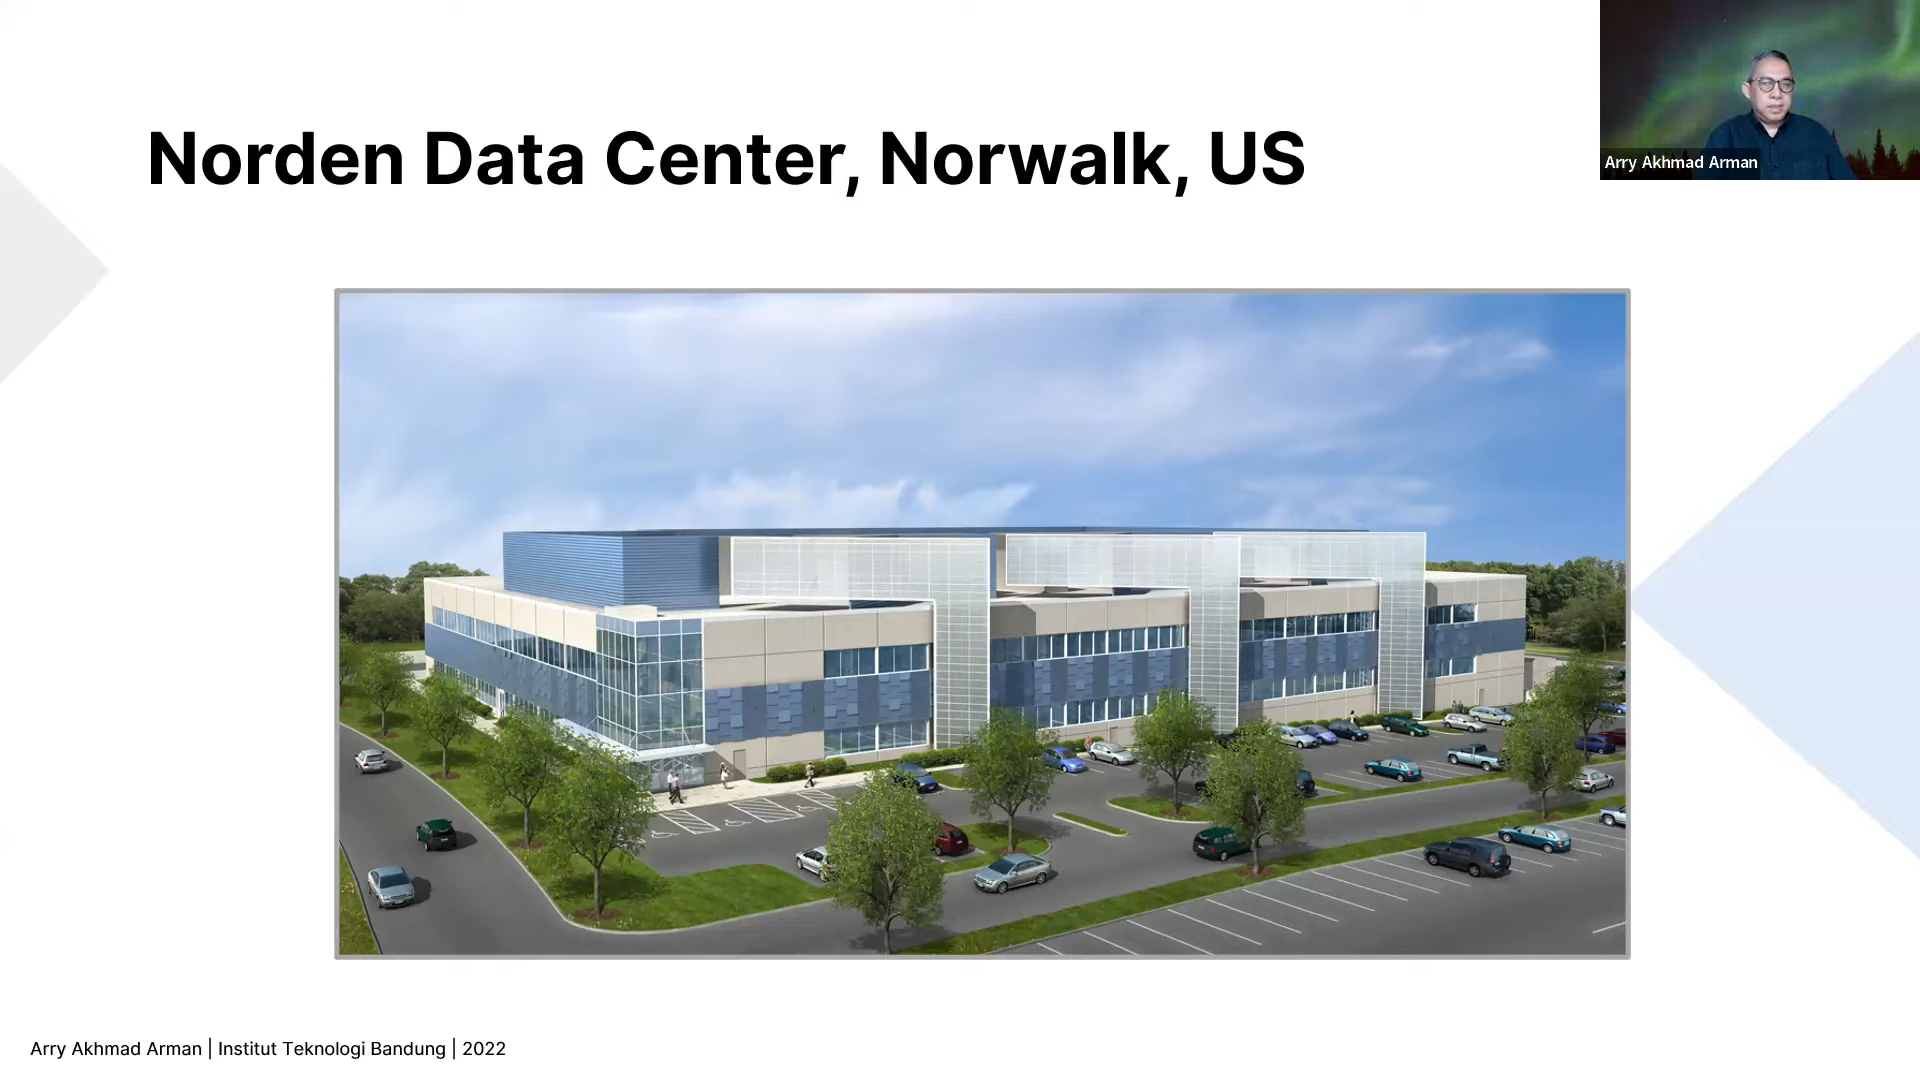 Norden Data Center, Norwalk, US
Arry Akhmad Arman
Arry Akhmad Arman | Institut Teknologi Bandung | 2022